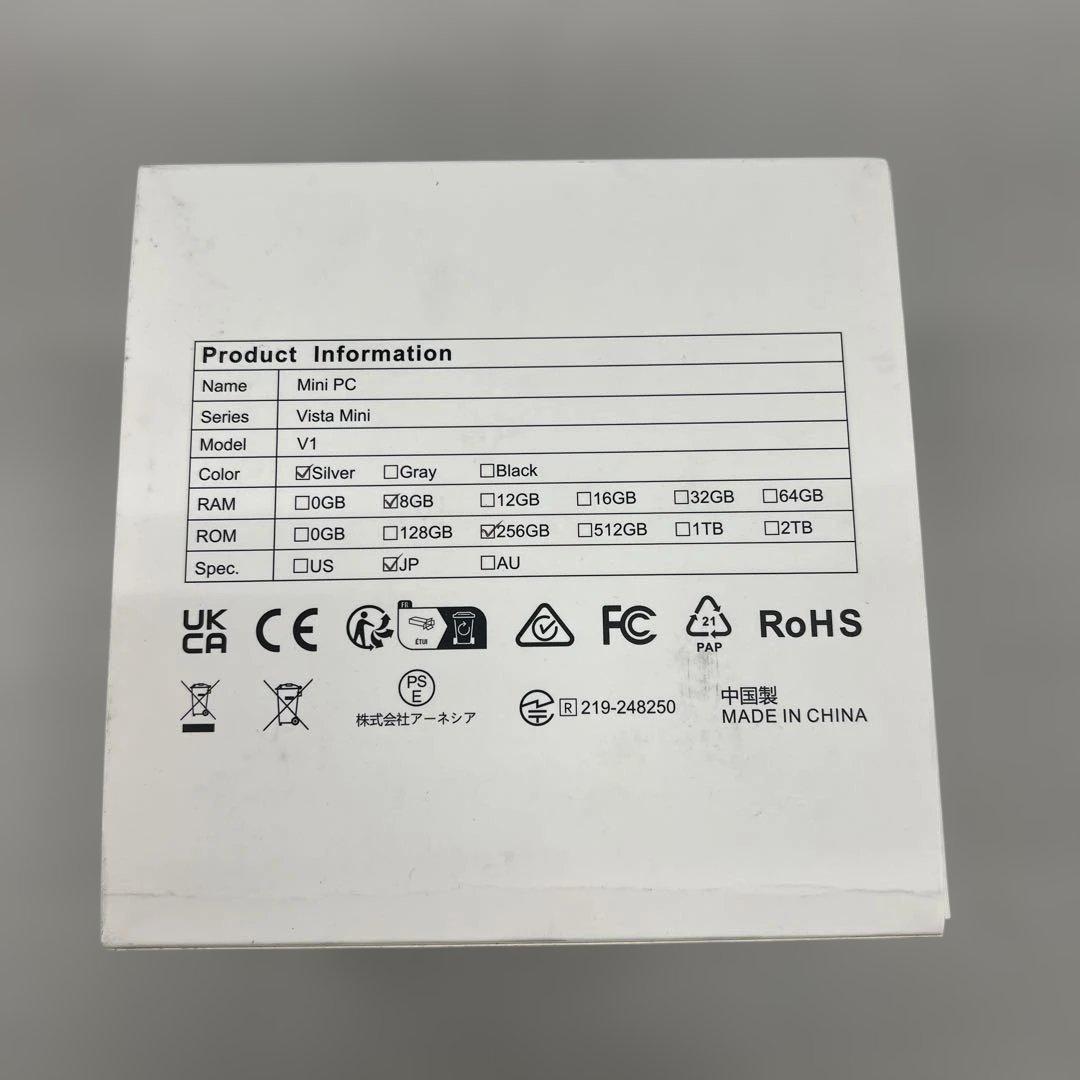 Product Information
Name Mini PC
Series Vista Mini
Model V1
Color ☑Silver ☐Gray ☐Black
RAM ☐0GB ☑8GB ☐12GB ☐16GB ☐32GB ☐64GB
ROM ☐0GB ☐128GB ☑256GB ☐512GB ☐1TB ☐2TB
Spec. ☐US ☑JP ☐AU
UK
CA
CE
FR
ÉTUI
FC
21
PAP
RoHS
PS
E
株式会社アーネシア
R 219-248250
中国製
MADE IN CHINA